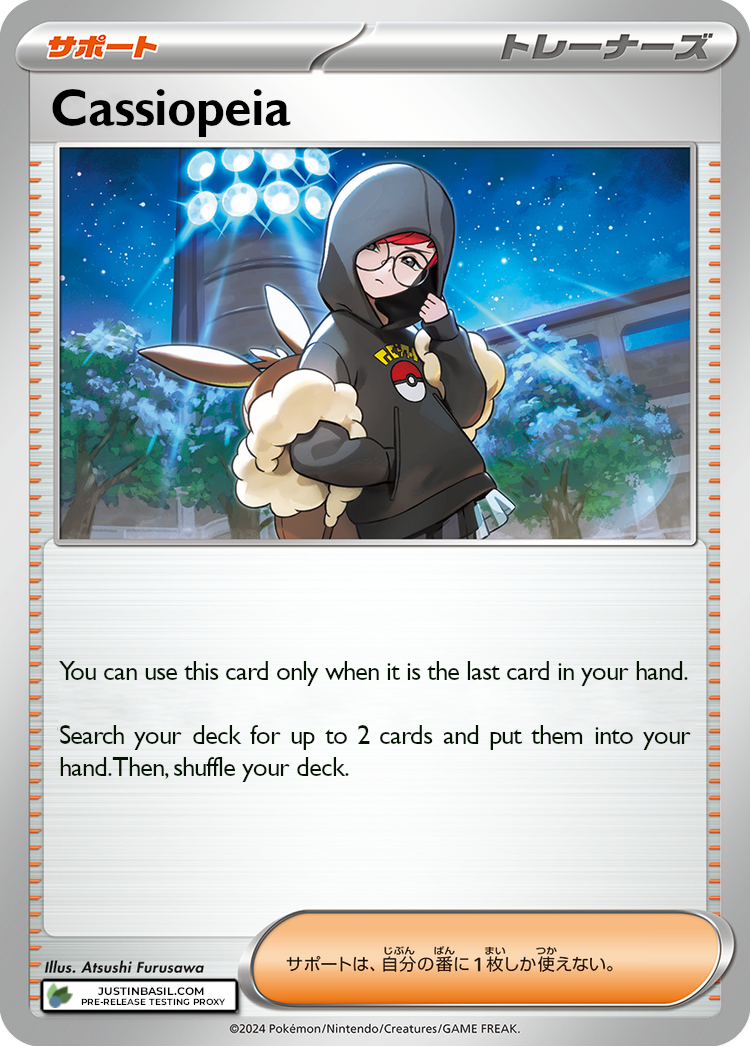 サポート
トレーナーズ
Cassiopeia
You can use this card only when it is the last card in your hand.
Search your deck for up to 2 cards and put them into your
hand.Then, shuffle your deck.
Illus. Atsushi Furusawa
サポートは、自分の番に1枚しか使えない。
JUSTINBASIL.COM
PRE-RELEASE TESTING PROXY
©2024 Pokémon/Nintendo/Creatures/GAME FREAK.